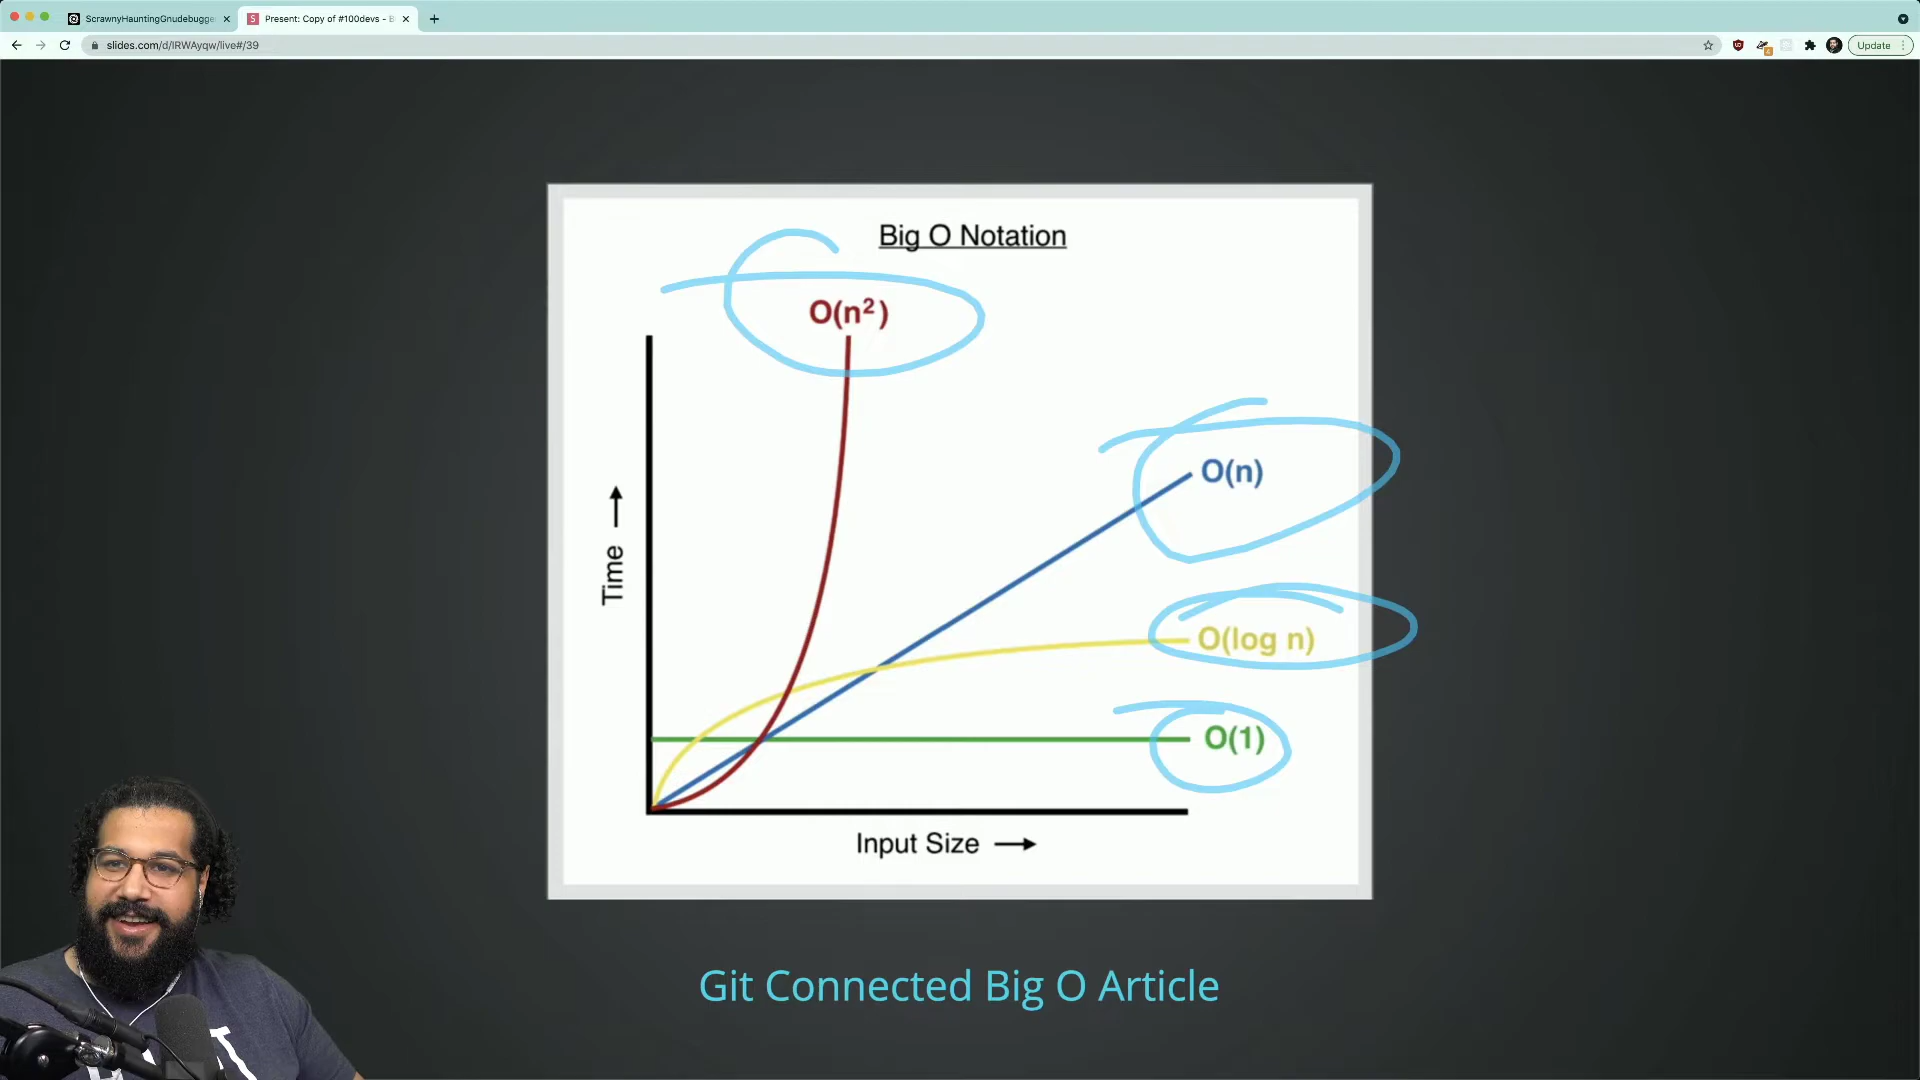 ScrawnyHauntingGnudebugge
Present: Copy of #100devs - B
slides.com/d/IRWAyqw/live#/39
Update
Big O Notation
O(n²)
O(n)
O(log n)
O(1)
Time
Input Size
Git Connected Big O Article